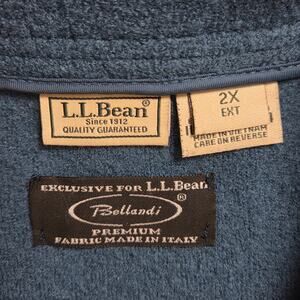 L.L.Bean®
Since 1912
QUALITY GUARANTEED
2X
EXT
MADE IN VIETNAM
CARE ON REVERSE
EXCLUSIVE FOR L.L.Bean
Bellandi ®
PREMIUM
FABRIC MADE IN ITALY